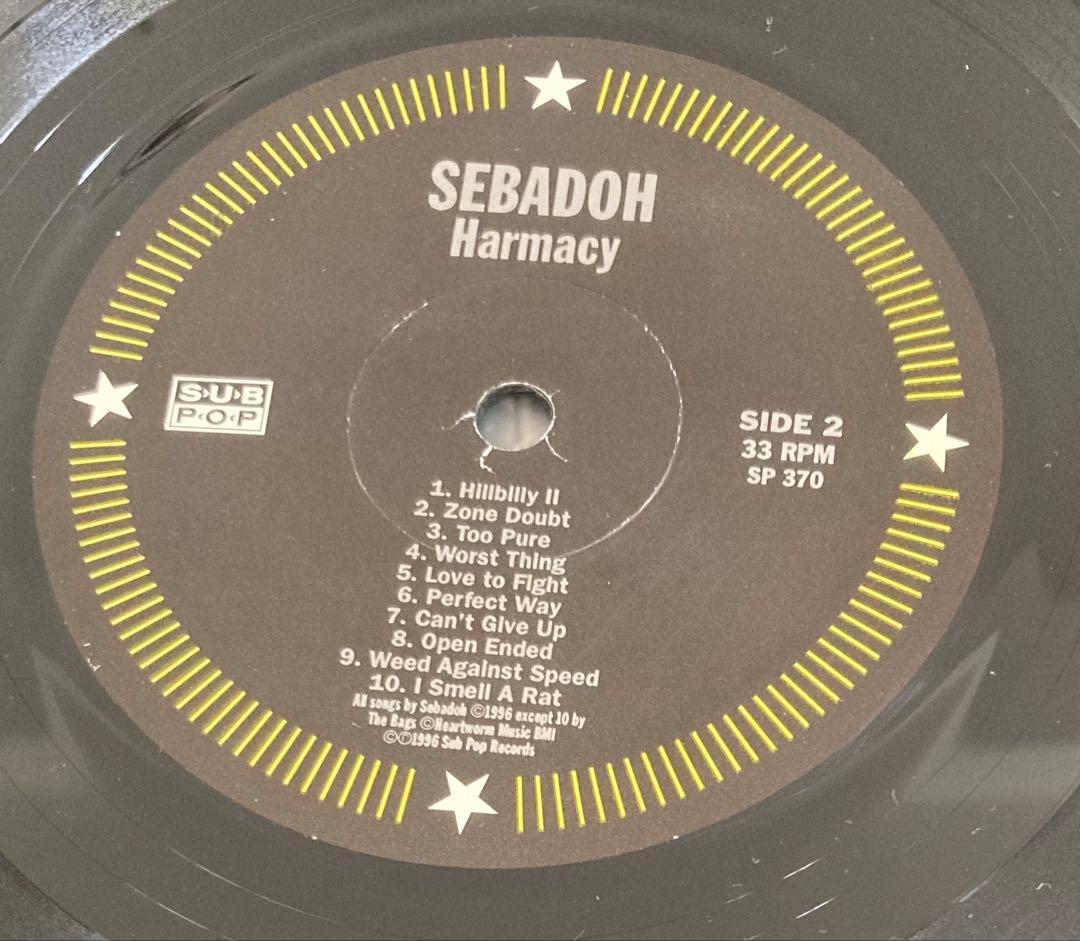 SEBADOH
Harmacy
SUB
POP
SIDE 2
33 RPM
SP 370
1. Hillbilly II
2. Zone Doubt
3. Too Pure
4. Worst Thing
5. Love to Fight
6. Perfect Way
7. Can't Give Up
8. Open Ended
9. Weed Against Speed
10. I Smell A Rat
All songs by Sebadoh ©1996 except 10 by
The Bags ©Heartworm Music BMI
©℗1996 Sub Pop Records